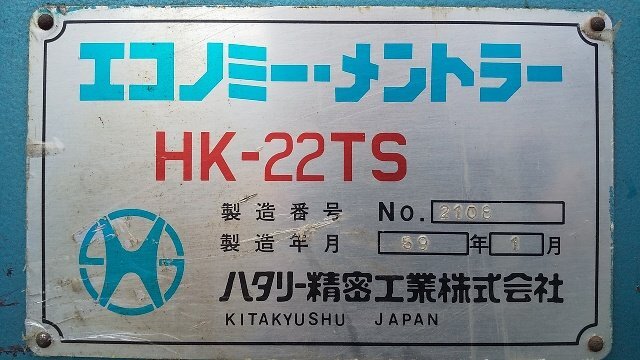 エコノミー・メントラー
HK-22TS
製造番号 No. 2108
製造年月 59年1月
ハタリー精密工業株式会社
KITAKYUSHU JAPAN